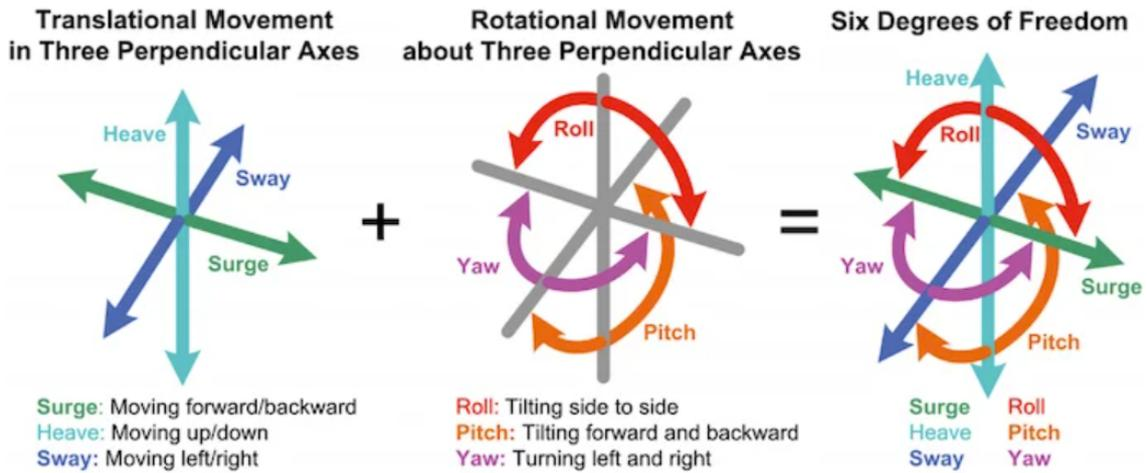 Translational Movement
in Three Perpendicular Axes
Heave
Sway
Surge
Surge: Moving forward/backward
Heave: Moving up/down
Sway: Moving left/right
+
Rotational Movement
about Three Perpendicular Axes
Roll
Yaw
Pitch
Roll: Tilting side to side
Pitch: Tilting forward and backward
Yaw: Turning left and right
=
Six Degrees of Freedom
Heave
Roll
Sway
Yaw
Surge
Pitch
Surge Roll
Heave Pitch
Sway Yaw